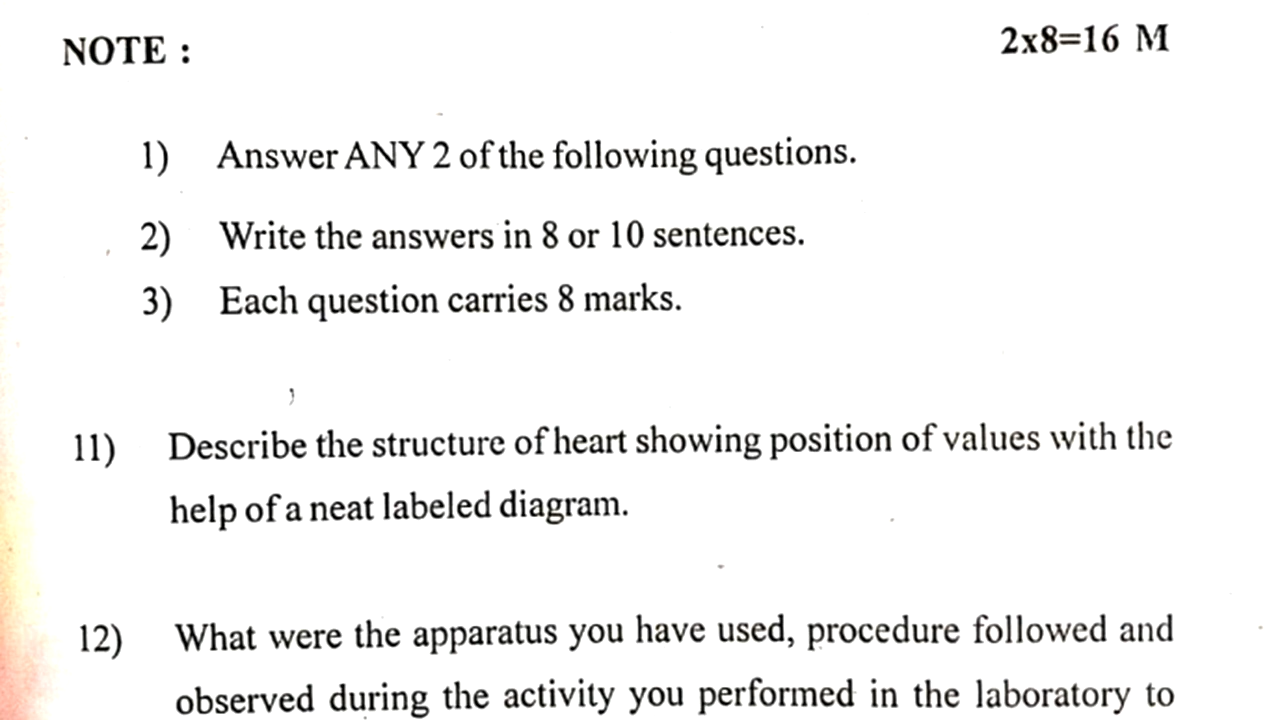 NOTE :
2x8=16 M
1) Answer ANY 2 of the following questions.
2) Write the answers in 8 or 10 sentences.
3) Each question carries 8 marks.
11) Describe the structure of heart showing position of values with the
help of a neat labeled diagram.
12) What were the apparatus you have used, procedure followed and
observed during the activity you performed in the laboratory to